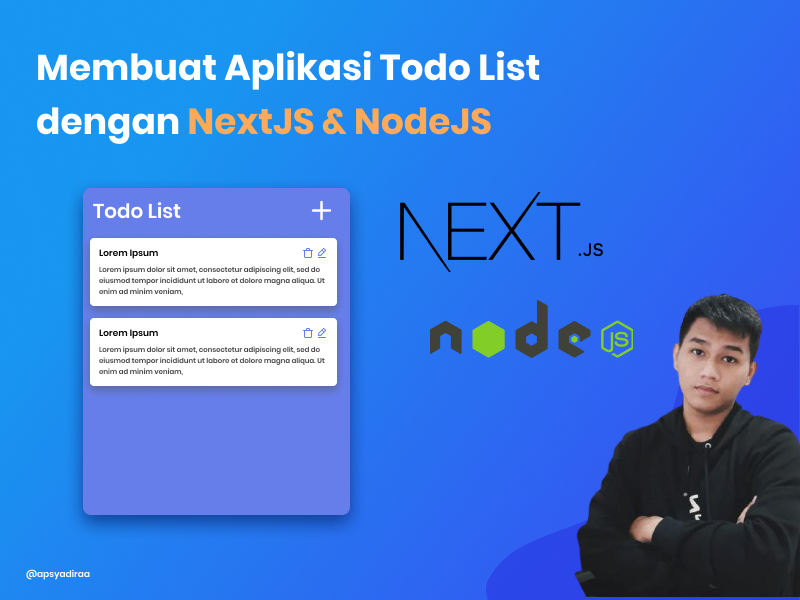 Membuat Aplikasi Todo List
dengan NextJS & NodeJS
Todo List
Lorem Ipsum
Lorem ipsum dolor sit amet, consectetur adipiscing elit, sed do
eiusmod tempor incididunt ut labore et dolore magna aliqua. Ut
enim ad minim veniam,
Lorem Ipsum
Lorem ipsum dolor sit amet, consectetur adipiscing elit, sed do
eiusmod tempor incididunt ut labore et dolore magna aliqua. Ut
enim ad minim veniam,
NEXT.JS
node JS
@apsyadiraa